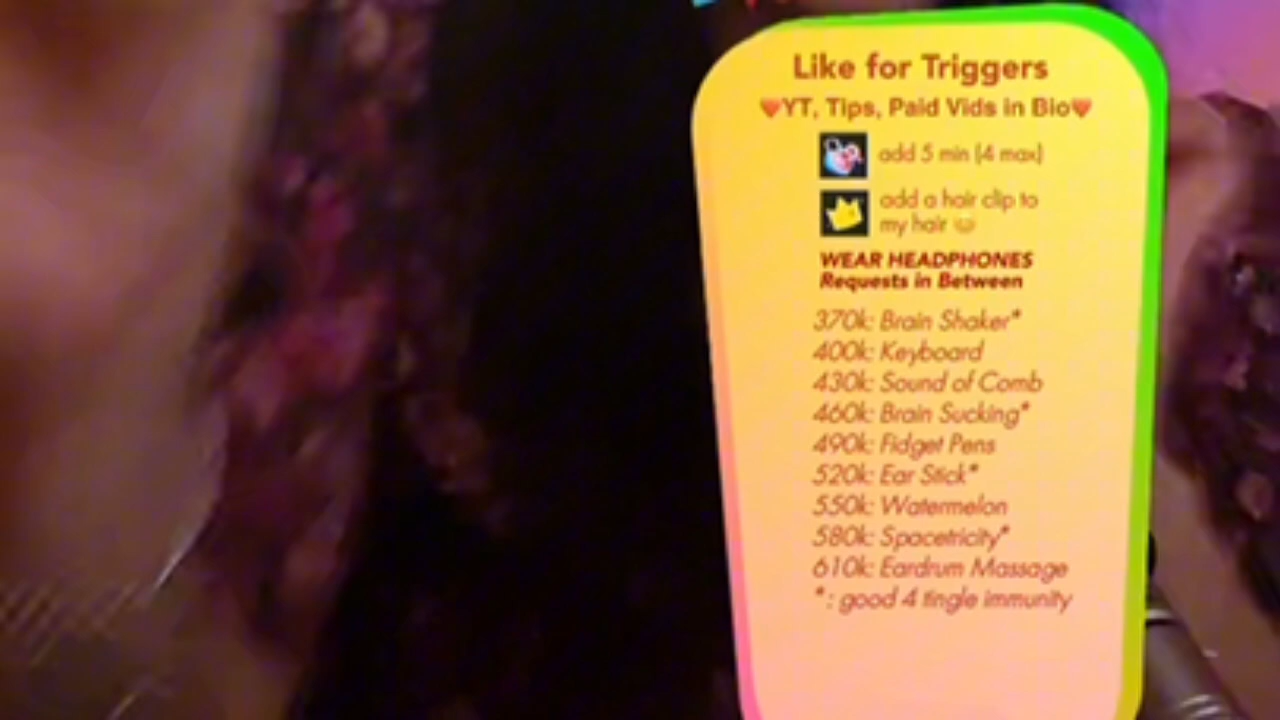 Like for Triggers
❤YT, Tips, Paid Vids in Bio❤
add 5 min (4 max)
add a hair clip to
my hair
WEAR HEADPHONES
Requests in Between
370k: Brain Shaker*
400k: Keyboard
430k: Sound of Comb
460k: Brain Sucking*
490k: Fidget Pens
520k: Ear Stick*
550k: Watermelon
580k: Spacetricity*
610k: Eardrum Massage
*: good 4 tingle immunity